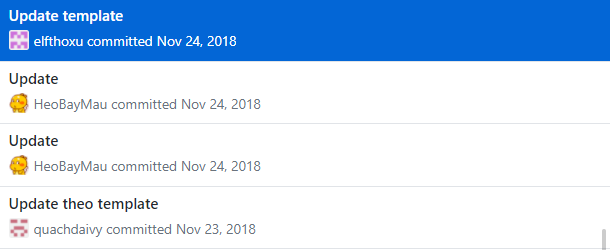 Update template
elfthoxu committed Nov 24, 2018
Update
HeoBayMau committed Nov 24, 2018
Update
HeoBayMau committed Nov 24, 2018
Update theo template
quachdaivy committed Nov 23, 2018